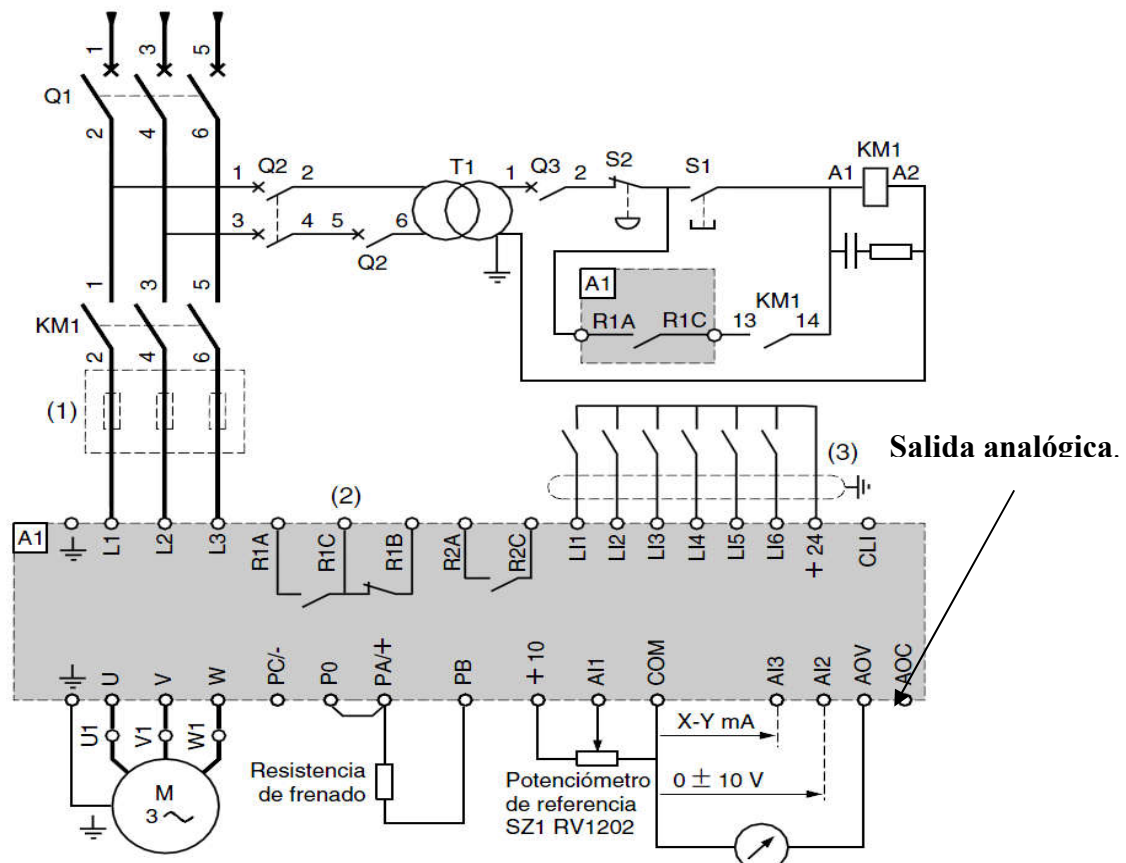 1 3 5
Q1
2 4 6
1 Q2 2 T1 1 Q3 2 S2 S1 A1 KM1 A2
3 4 5 6
Q2
1 3 5
KM1
2 4 6
A1
R1A R1C 13 KM1 14
(1)
(2)
(3)
Salida analógica.
A1
L1 L2 L3 R1A R1C R1B R2A R2C LI1 LI2 LI3 LI4 LI5 LI6 + 24 CLI
U V W PC/- P0 PA/+ PB + 10 AI1 COM AI3 AI2 AOV AOC
U1 V1 W1
M
3
Resistencia
de frenado
Potenciómetro
de referencia
SZ1 RV1202
X-Y mA
0 ± 10 V